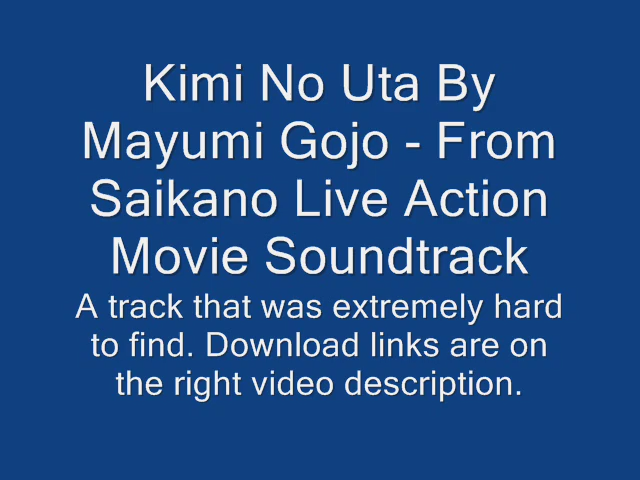 Kimi No Uta By
Mayumi Gojo - From
Saikano Live Action
Movie Soundtrack
A track that was extremely hard
to find. Download links are on
the right video description.